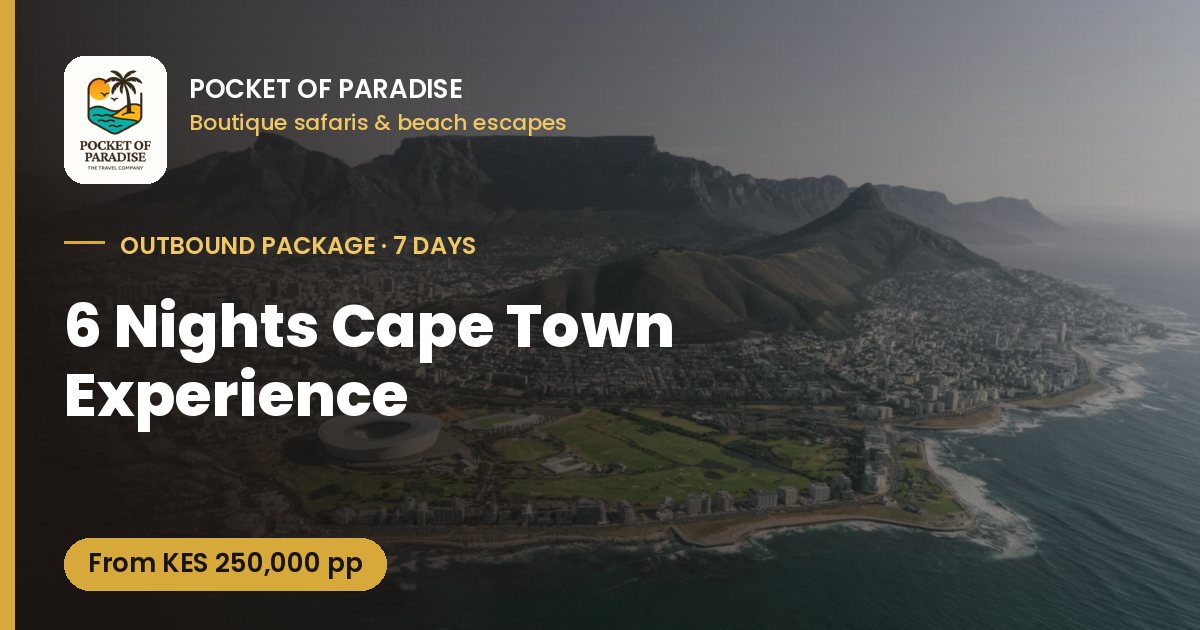 POCKET OF
PARADISE
THE TRAVEL COMPANY
POCKET OF PARADISE
Boutique safaris & beach escapes
OUTBOUND PACKAGE · 7 DAYS
6 Nights Cape Town
Experience
From KES 250,000 pp